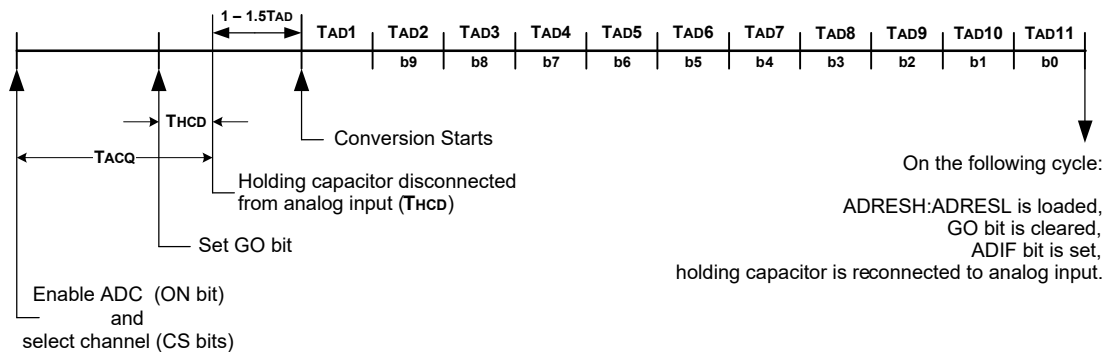 1 – 1.5TAD
TAD1 TAD2 TAD3 TAD4 TAD5 TAD6 TAD7 TAD8 TAD9 TAD10 TAD11
b9 b8 b7 b6 b5 b4 b3 b2 b1 b0
THCD
Conversion Starts
TACQ
Holding capacitor disconnected
from analog input (THCD)
Set GO bit
Enable ADC (ON bit)
and
select channel (CS bits)
On the following cycle:
ADRESH:ADRESL is loaded,
GO bit is cleared,
ADIF bit is set,
holding capacitor is reconnected to analog input.